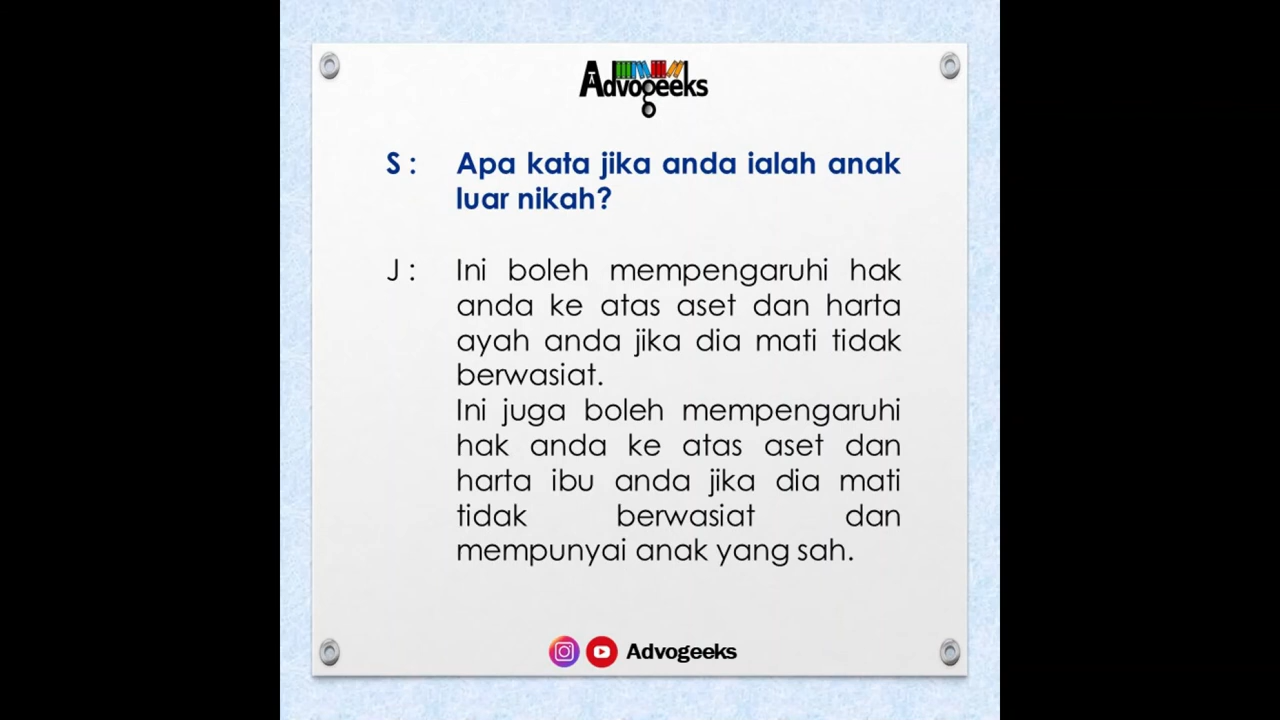 Advogeeks
S : Apa kata jika anda ialah anak
luar nikah?
J : Ini boleh mempengaruhi hak
anda ke atas aset dan harta
ayah anda jika dia mati tidak
berwasiat.
Ini juga boleh mempengaruhi
hak anda ke atas aset dan
harta ibu anda jika dia mati
tidak berwasiat dan
mempunyai anak yang sah.
Advogeeks